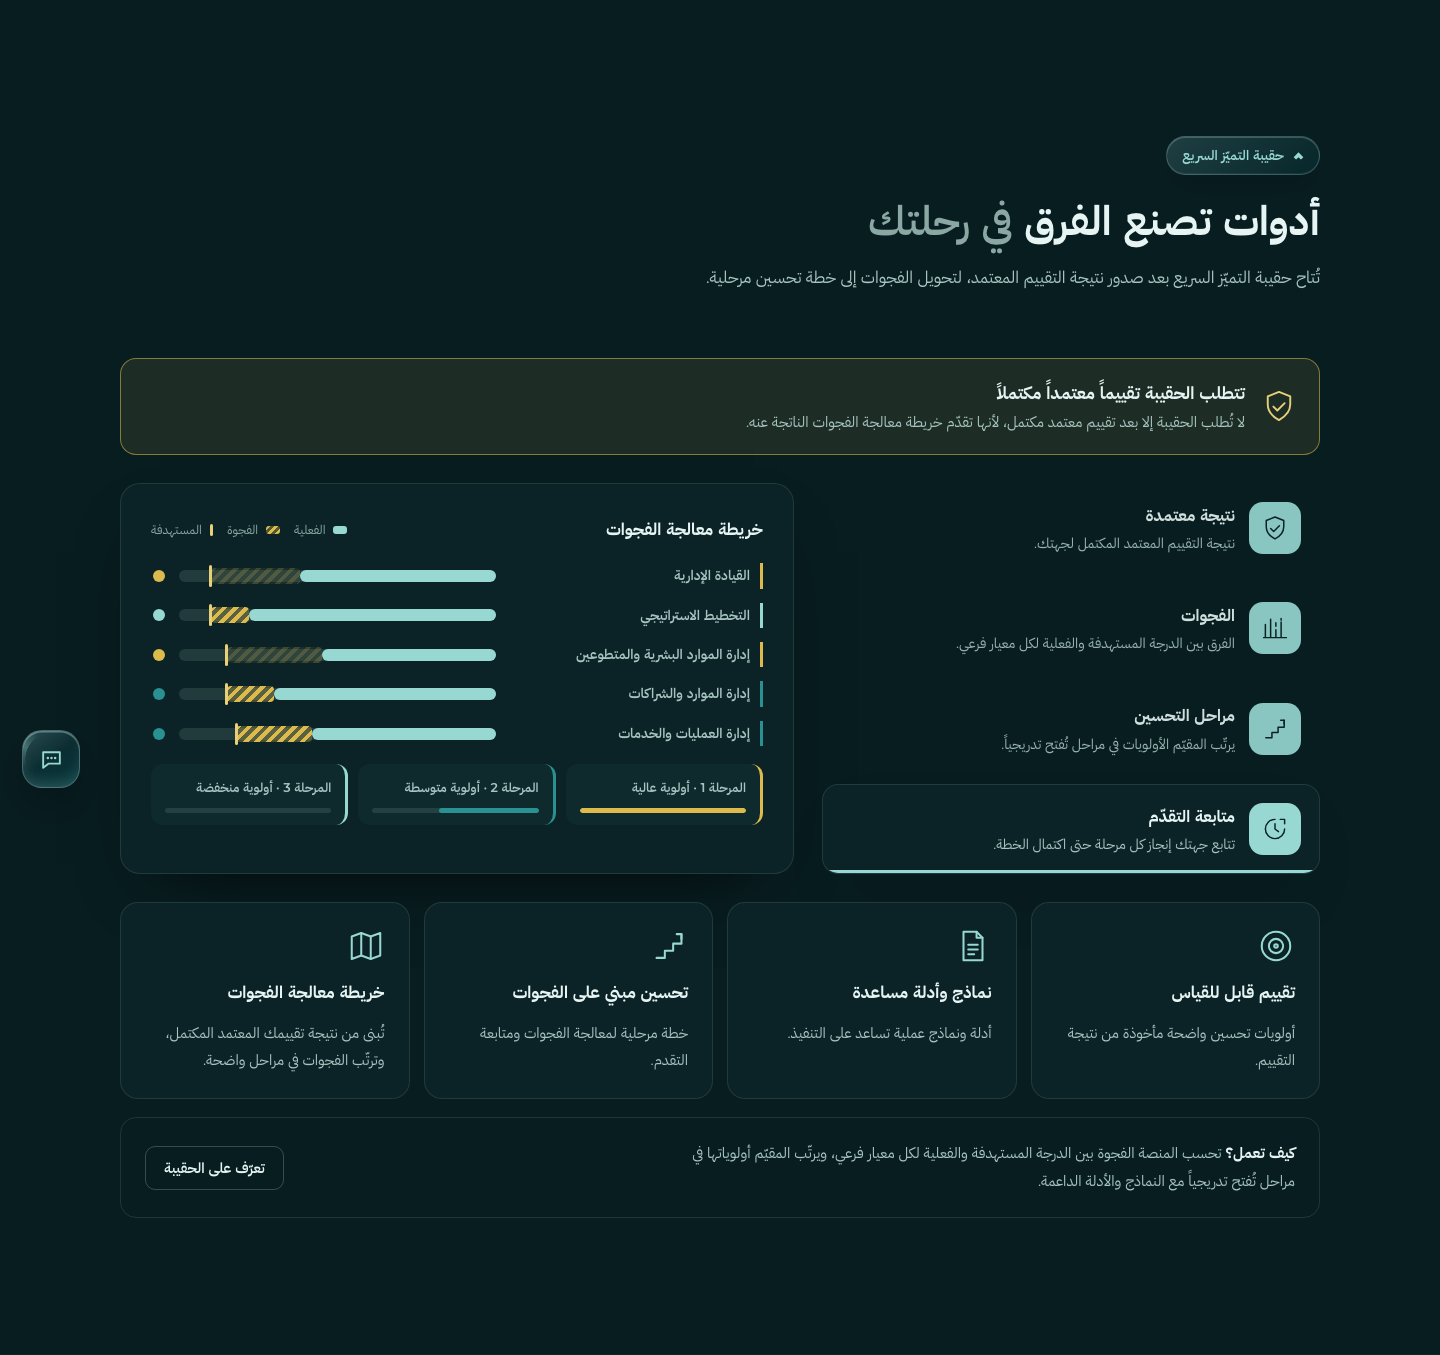 حقيبة التميّز السريع
أدوات تصنع الفرق في رحلتك
تُتاح حقيبة التميّز السريع بعد صدور نتيجة التقييم المعتمد، لتحويل الفجوات إلى خطة تحسين مرحلية.
تتطلب الحقيبة تقييماً معتمداً مكتملاً
لا تُطلب الحقيبة إلا بعد تقييم معتمد مكتمل، لأنها تقدّم خريطة معالجة الفجوات الناتجة عنه.
نتيجة معتمدة
نتيجة التقييم المعتمد المكتمل لجهتك.
الفجوات
الفرق بين الدرجة المستهدفة والفعلية لكل معيار فرعي.
مراحل التحسين
يرتّب المقيّم الأولويات في مراحل تُفتح تدريجياً.
متابعة التقدّم
تتابع جهتك إنجاز كل مرحلة حتى اكتمال الخطة.
خريطة معالجة الفجوات
الفعلية
الفجوة
المستهدفة
القيادة الإدارية
التخطيط الاستراتيجي
إدارة الموارد البشرية والمتطوعين
إدارة الموارد والشراكات
إدارة العمليات والخدمات
المرحلة 1 · أولوية عالية
المرحلة 2 · أولوية متوسطة
المرحلة 3 · أولوية منخفضة
تقييم قابل للقياس
أولويات تحسين واضحة مأخوذة من نتيجة
التقييم.
نماذج وأدلة مساعدة
أدلة ونماذج عملية تساعد على التنفيذ.
تحسين مبني على الفجوات
خطة مرحلية لمعالجة الفجوات ومتابعة
التقدم.
خريطة معالجة الفجوات
تُبنى من نتيجة تقييمك المعتمد المكتمل،
وترتّب الفجوات في مراحل واضحة.
كيف تعمل؟ تحسب المنصة الفجوة بين الدرجة المستهدفة والفعلية لكل معيار فرعي، ويرتّب المقيّم أولوياتها في
مراحل تُفتح تدريجياً مع النماذج والأدلة الداعمة.
تعرّف على الحقيبة